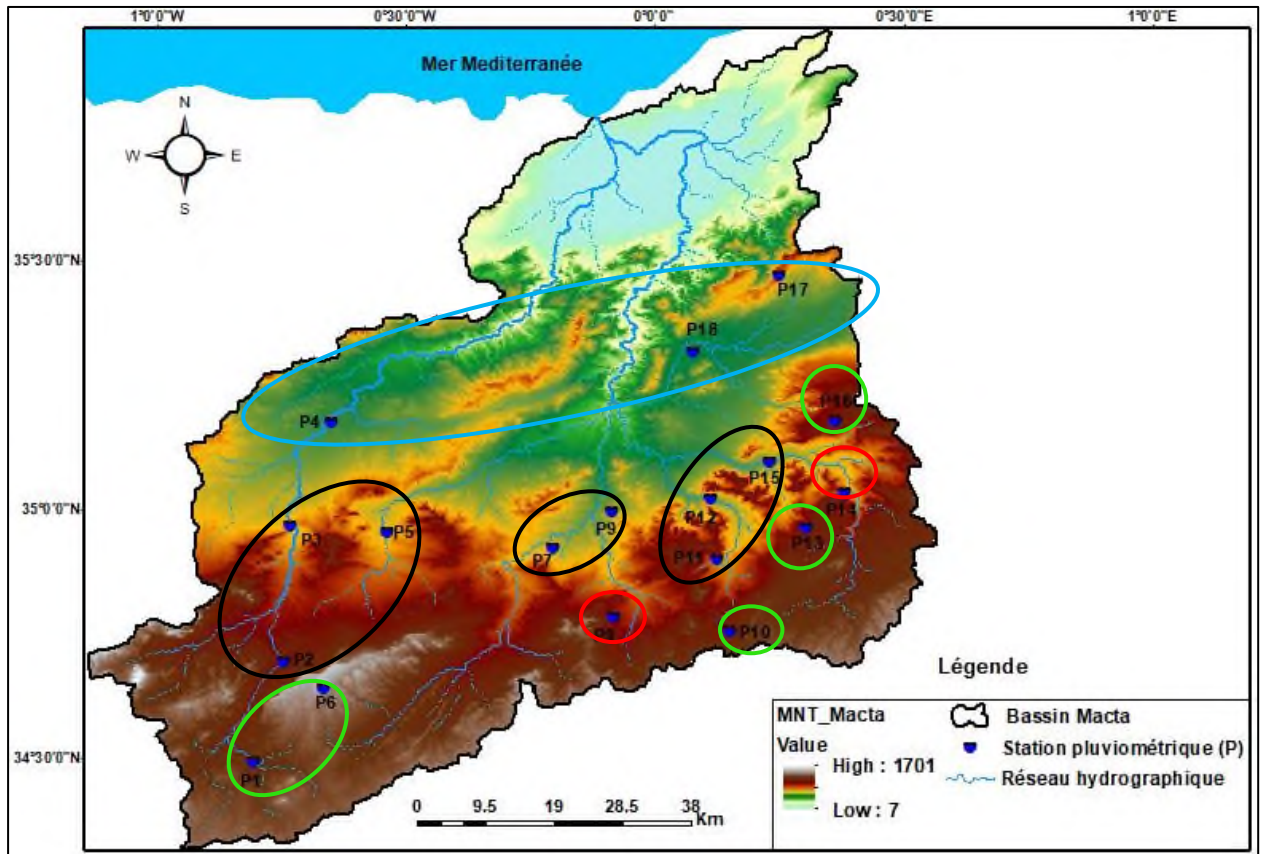 1°0'0"W 0°30'0"W 0°0'0" 0°30'0"E 1°0'0"E
Mer Mediterranée
N
W E
S
35°30'0"N
P17
P18
P16
P4
P15
P14
35°0'0"N
P3
P5
P9
P12
P13
P7
P11
P10
P2
P6
Légende
MNT_Macta
Value
High : 1701
Low : 7
Bassin Macta
Station pluviométrique (P)
Réseau hydrographique
34°30'0"N
P1
0 9.5 19 28.5 38
Km